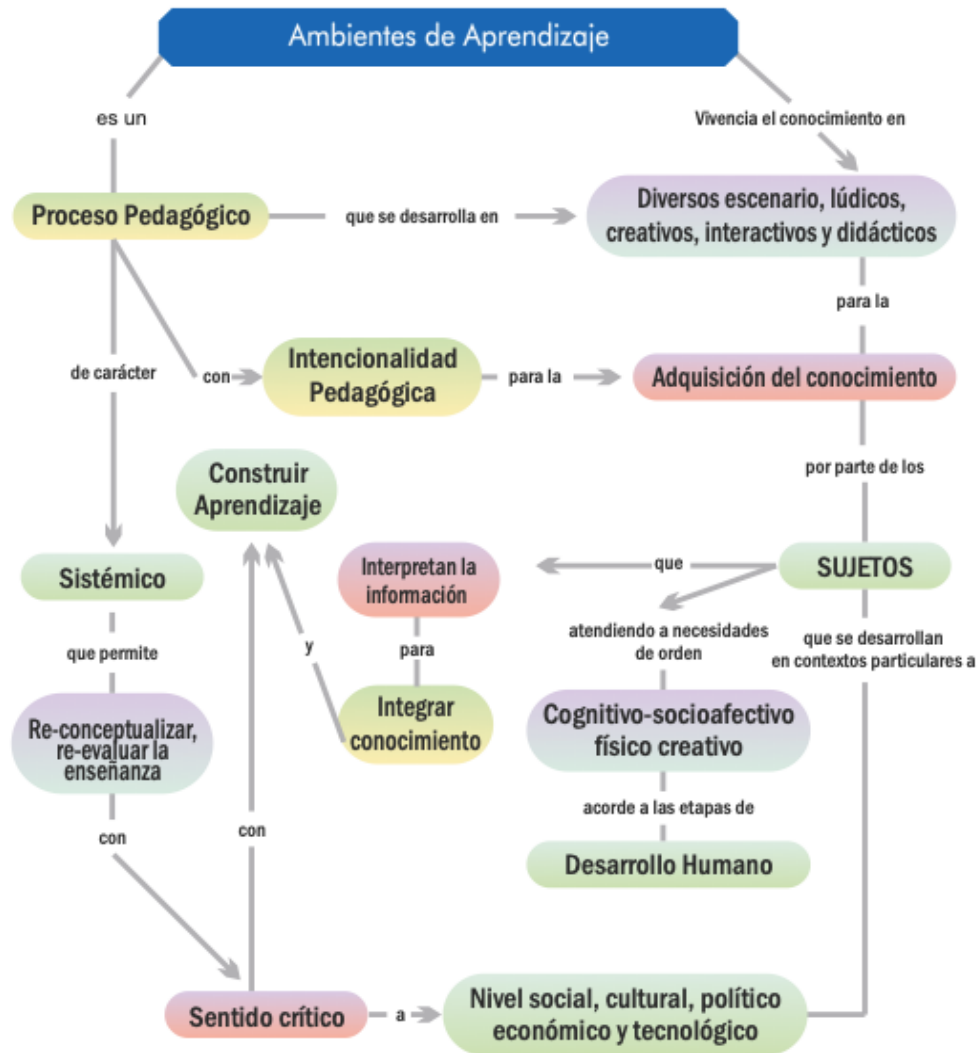 Ambientes de Aprendizaje
es un
Vivencia el conocimiento en
Proceso Pedagógico
que se desarrolla en
Diversos escenario, lúdicos,
creativos, interactivos y didácticos
para la
de carácter
con
Intencionalidad
Pedagógica
para la
Adquisición del conocimiento
por parte de los
Construir
Aprendizaje
Sistémico
Interpretan la
información
que
SUJETOS
que permite
y
para
atendiendo a necesidades
de orden
que se desarrollan
en contextos particulares a
Re-conceptualizar,
re-evaluar la
enseñanza
Integrar
conocimiento
Cognitivo-socioafectivo
físico creativo
con
con
acorde a las etapas de
Desarrollo Humano
Sentido crítico
a
Nivel social, cultural, político
económico y tecnológico